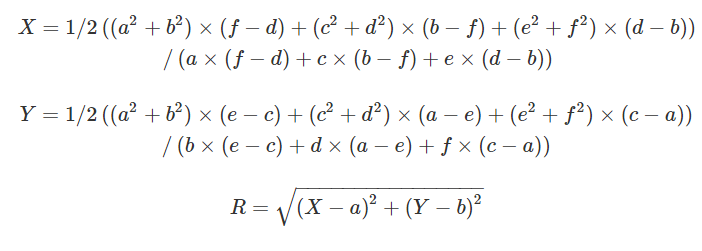 X = 1/2 ((a² + b²) × (f − d) + (c² + d²) × (b − f) + (e² + f²) × (d − b))
/ (a × (f − d) + c × (b − f) + e × (d − b))
Y = 1/2 ((a² + b²) × (e − c) + (c² + d²) × (a − e) + (e² + f²) × (c − a))
/ (b × (e − c) + d × (a − e) + f × (c − a))
R = √((X − a)² + (Y − b)²)